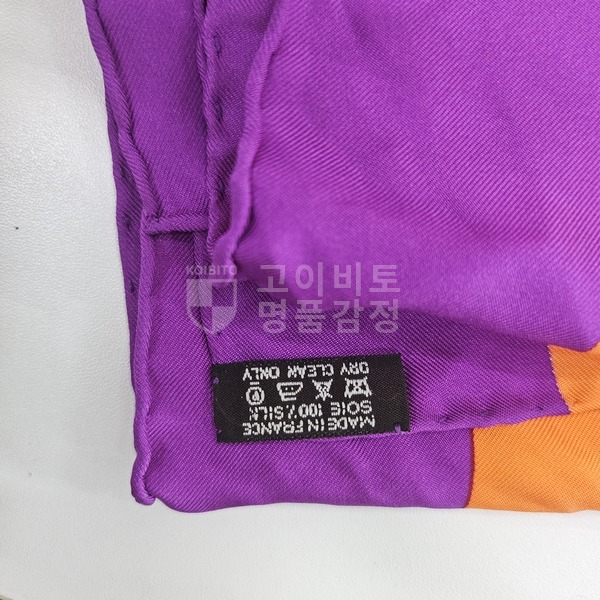 KOIBITO
고이비토
명품감정
MADE IN FRANCE
SOIE 100% SILK
DRY CLEAN ONLY